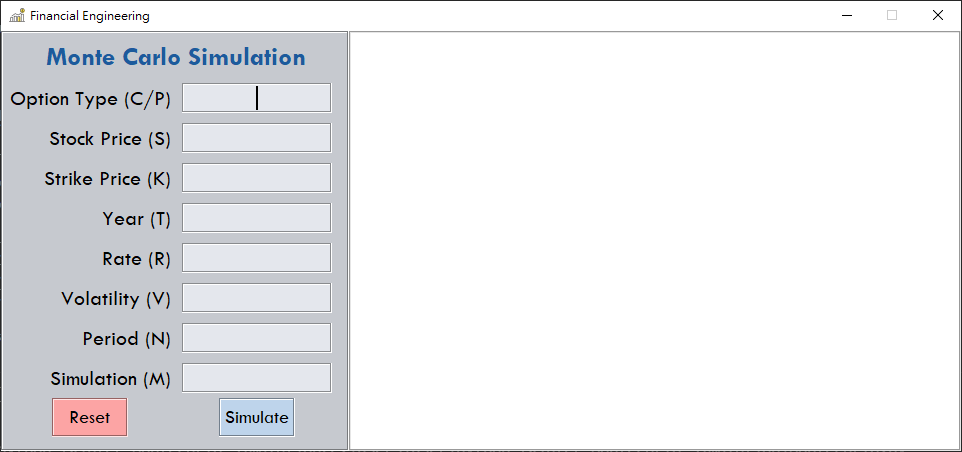 Financial Engineering
Monte Carlo Simulation
Option Type (C/P)
Stock Price (S)
Strike Price (K)
Year (T)
Rate (R)
Volatility (V)
Period (N)
Simulation (M)
Reset Simulate